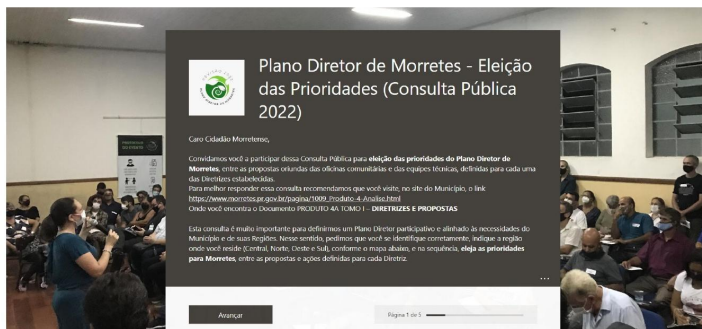 Plano Diretor de Morretes - Eleição
das Prioridades (Consulta Pública
2022)
Caro Cidadão Morretense,
Convidamos você a participar dessa Consulta Pública para eleição das prioridades do Plano Diretor de
Morretes, entre as propostas oriundas das oficinas comunitárias e das equipes técnicas, definidas para cada uma
das Diretrizes estabelecidas.
Para melhor responder essa consulta recomendamos que você visite, no site do Município, o link
https://www.morretes.pr.gov.br/pagina/1009_Produto-4-Analise.html
Onde você encontra o Documento PRODUTO 4A TOMO I – DIRETRIZES E PROPOSTAS
Esta consulta é muito importante para definirmos um Plano Diretor participativo e alinhado às necessidades do
Município e de suas Regiões. Nesse sentido, pedimos que você se identifique corretamente, indique a região
onde você reside (Central, Norte, Oeste e Sul), conforme o mapa abaixo, e na sequência, eleja as prioridades
para Morretes, entre as propostas e ações definidas para cada Diretriz.
...
Avançar
Página 1 de 5